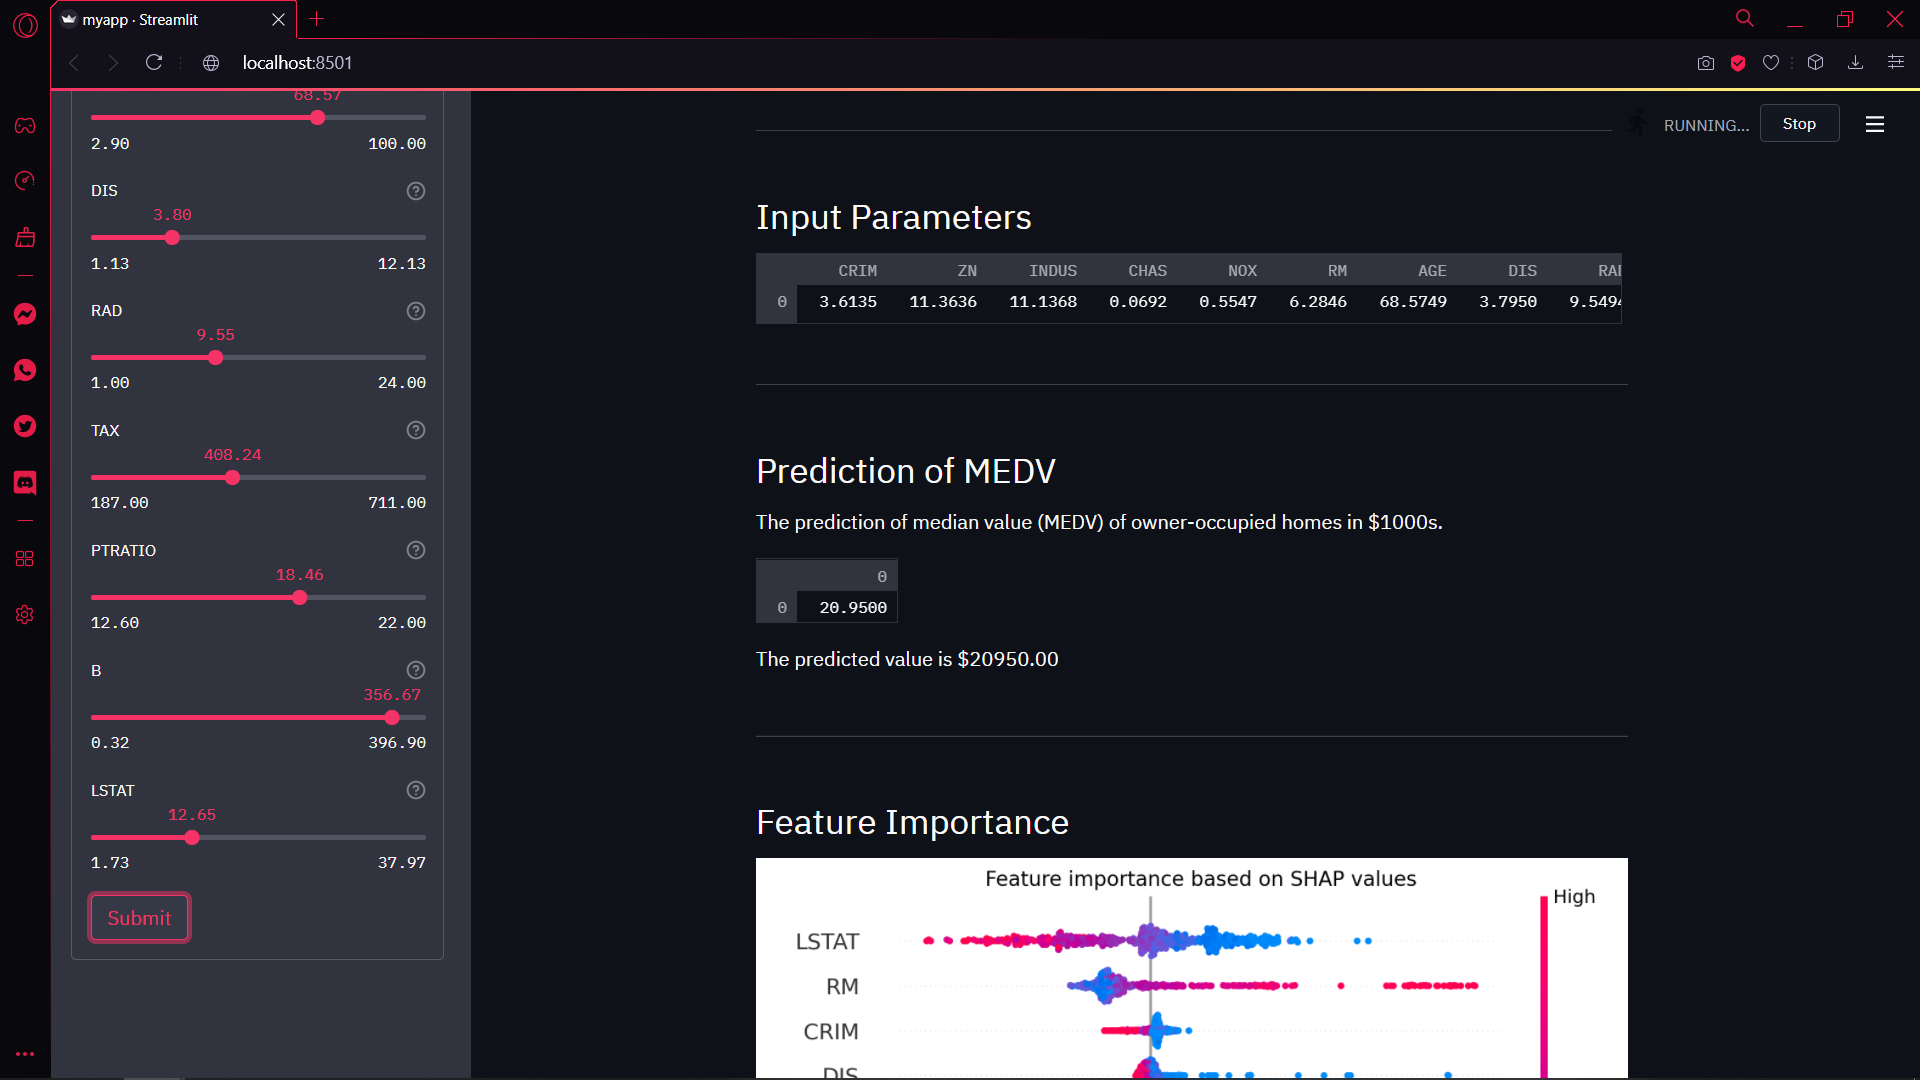 myapp · Streamlit
localhost:8501
68.57
2.90 100.00
DIS
3.80
1.13 12.13
RAD
9.55
1.00 24.00
TAX
408.24
187.00 711.00
PTRATIO
18.46
12.60 22.00
B
356.67
0.32 396.90
LSTAT
12.65
1.73 37.97
Submit
RUNNING... Stop
Input Parameters
CRIM ZN INDUS CHAS NOX RM AGE DIS RAD
0 3.6135 11.3636 11.1368 0.0692 0.5547 6.2846 68.5749 3.7950 9.5494
Prediction of MEDV
The prediction of median value (MEDV) of owner-occupied homes in $1000s.
0
0 20.9500
The predicted value is $20950.00
Feature Importance
Feature importance based on SHAP values
High
LSTAT
RM
CRIM
DIS